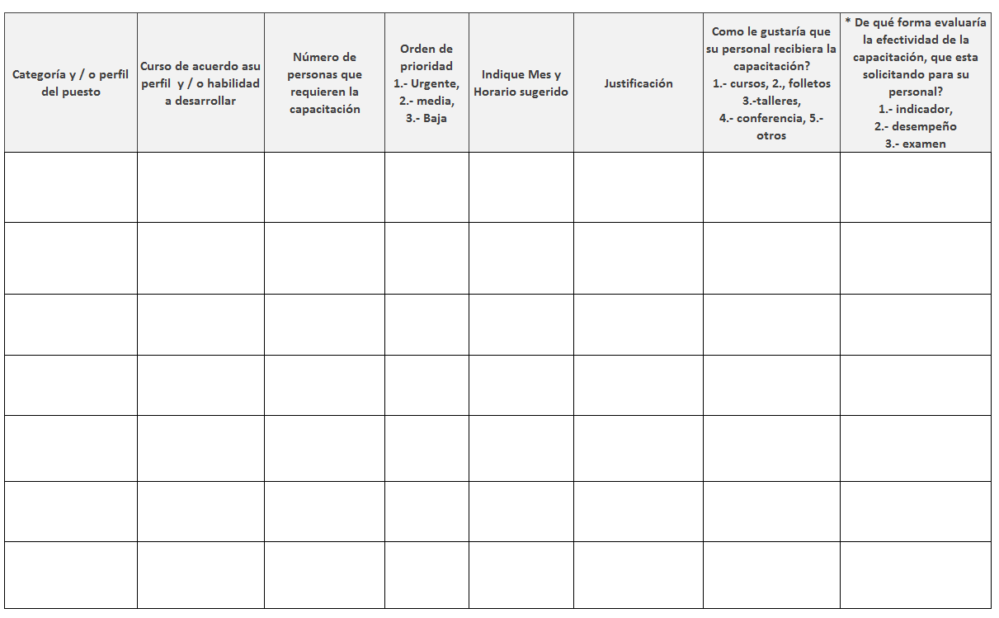 Categoría y / o perfil
del puesto
Curso de acuerdo asu
perfil y / o habilidad
a desarrollar
Número de
personas que
requieren la
capacitación
Orden de
prioridad
1.- Urgente,
2.- media,
3.- Baja
Indique Mes y
Horario sugerido
Justificación
Como le gustaría que
su personal recibiera la
capacitación?
1.- cursos, 2., folletos
3.-talleres,
4.- conferencia, 5.-
otros
* De qué forma evaluaría
la efectividad de la
capacitación, que esta
solicitando para su
personal?
1.- indicador,
2.- desempeño
3.- examen